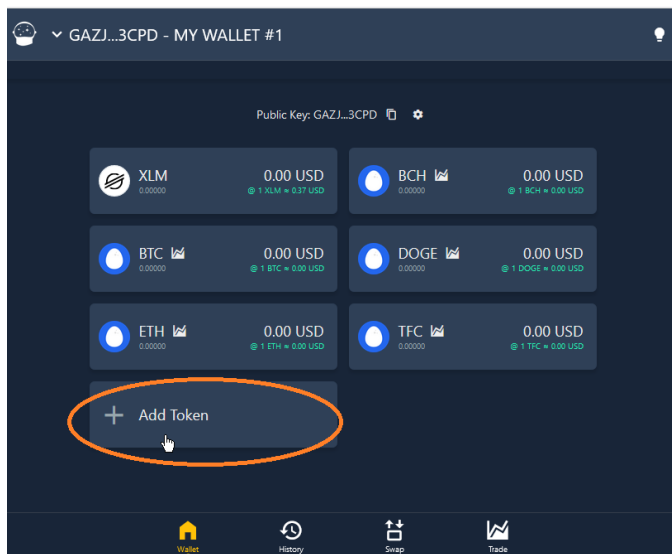 GAZJ...3CPD - MY WALLET #1
Public Key: GAZJ...3CPD
XLM 0.00 USD
0.00000 @ 1 XLM ≈ 0.37 USD
BCH 0.00 USD
0.00000 @ 1 BCH ≈ 0.00 USD
BTC 0.00 USD
0.00000 @ 1 BTC ≈ 0.00 USD
DOGE 0.00 USD
0.00000 @ 1 DOGE ≈ 0.00 USD
ETH 0.00 USD
0.00000 @ 1 ETH ≈ 0.00 USD
TFC 0.00 USD
0.00000 @ 1 TFC ≈ 0.00 USD
Add Token
Wallet History Swap Trade